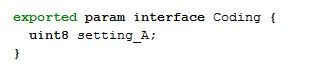 exported param interface Coding {
  uint8 setting_A;
}